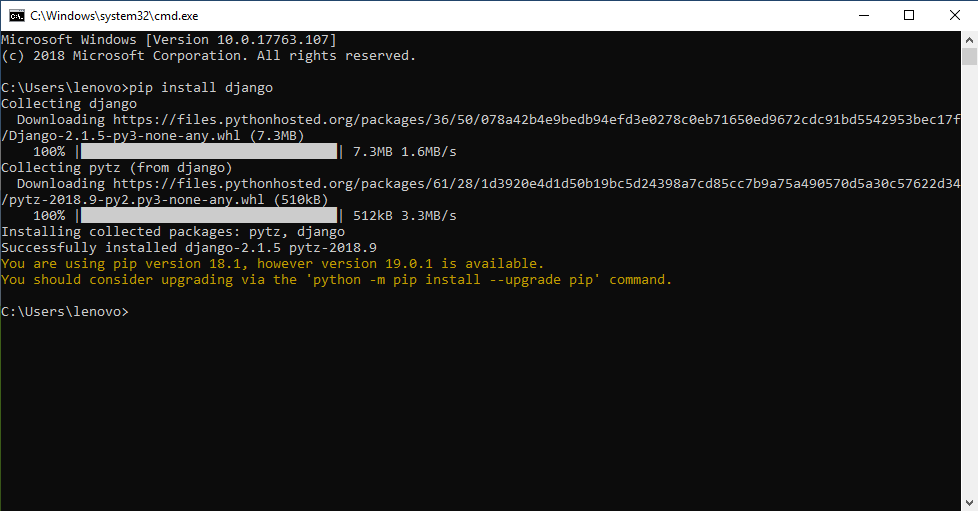 C:\Windows\system32\cmd.exe
Microsoft Windows [Version 10.0.17763.107]
(c) 2018 Microsoft Corporation. All rights reserved.
C:\Users\lenovo>pip install django
Collecting django
  Downloading https://files.pythonhosted.org/packages/36/50/078a42b4e9bedb94efd3e0278c0eb71650ed9672cdc91bd5542953bec17f
/Django-2.1.5-py3-none-any.whl (7.3MB)
    100% |████████████████████████████████| 7.3MB 1.6MB/s
Collecting pytz (from django)
  Downloading https://files.pythonhosted.org/packages/61/28/1d3920e4d1d50b19bc5d24398a7cd85cc7b9a75a490570d5a30c57622d34
/pytz-2018.9-py2.py3-none-any.whl (510kB)
    100% |████████████████████████████████| 512kB 3.3MB/s
Installing collected packages: pytz, django
Successfully installed django-2.1.5 pytz-2018.9
You are using pip version 18.1, however version 19.0.1 is available.
You should consider upgrading via the 'python -m pip install --upgrade pip' command.
C:\Users\lenovo>